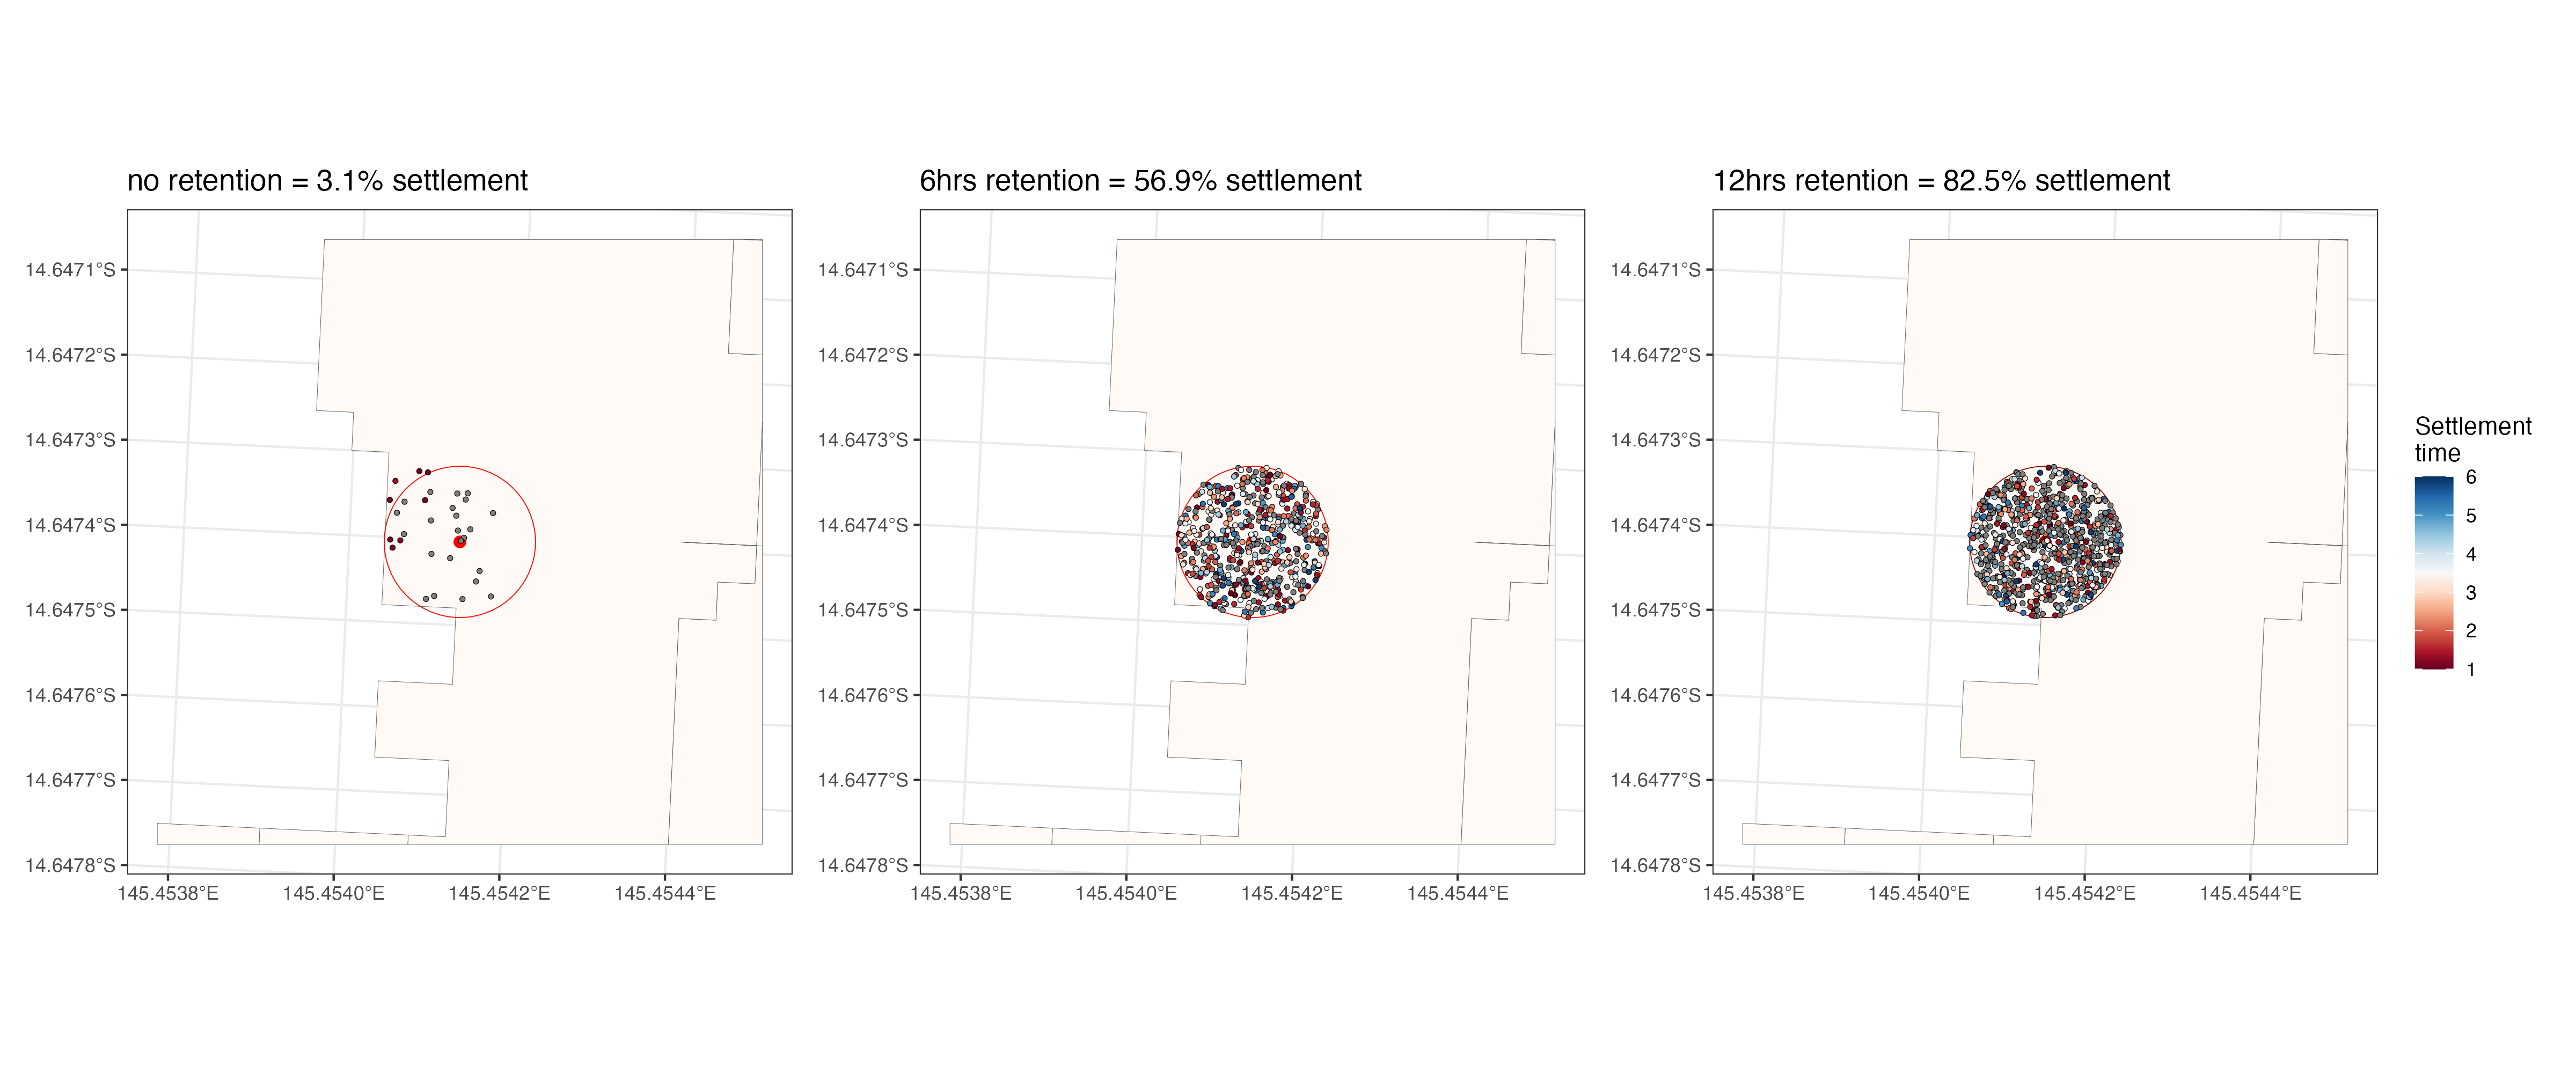 no retention = 3.1% settlement
14.6471°S
14.6472°S
14.6473°S
14.6474°S
14.6475°S
14.6476°S
14.6477°S
14.6478°S
145.4538°E 145.4540°E 145.4542°E 145.4544°E
6hrs retention = 56.9% settlement
14.6471°S
14.6472°S
14.6473°S
14.6474°S
14.6475°S
14.6476°S
14.6477°S
14.6478°S
145.4538°E 145.4540°E 145.4542°E 145.4544°E
12hrs retention = 82.5% settlement
14.6471°S
14.6472°S
14.6473°S
14.6474°S
14.6475°S
14.6476°S
14.6477°S
14.6478°S
145.4538°E 145.4540°E 145.4542°E 145.4544°E
Settlement
time
6
5
4
3
2
1